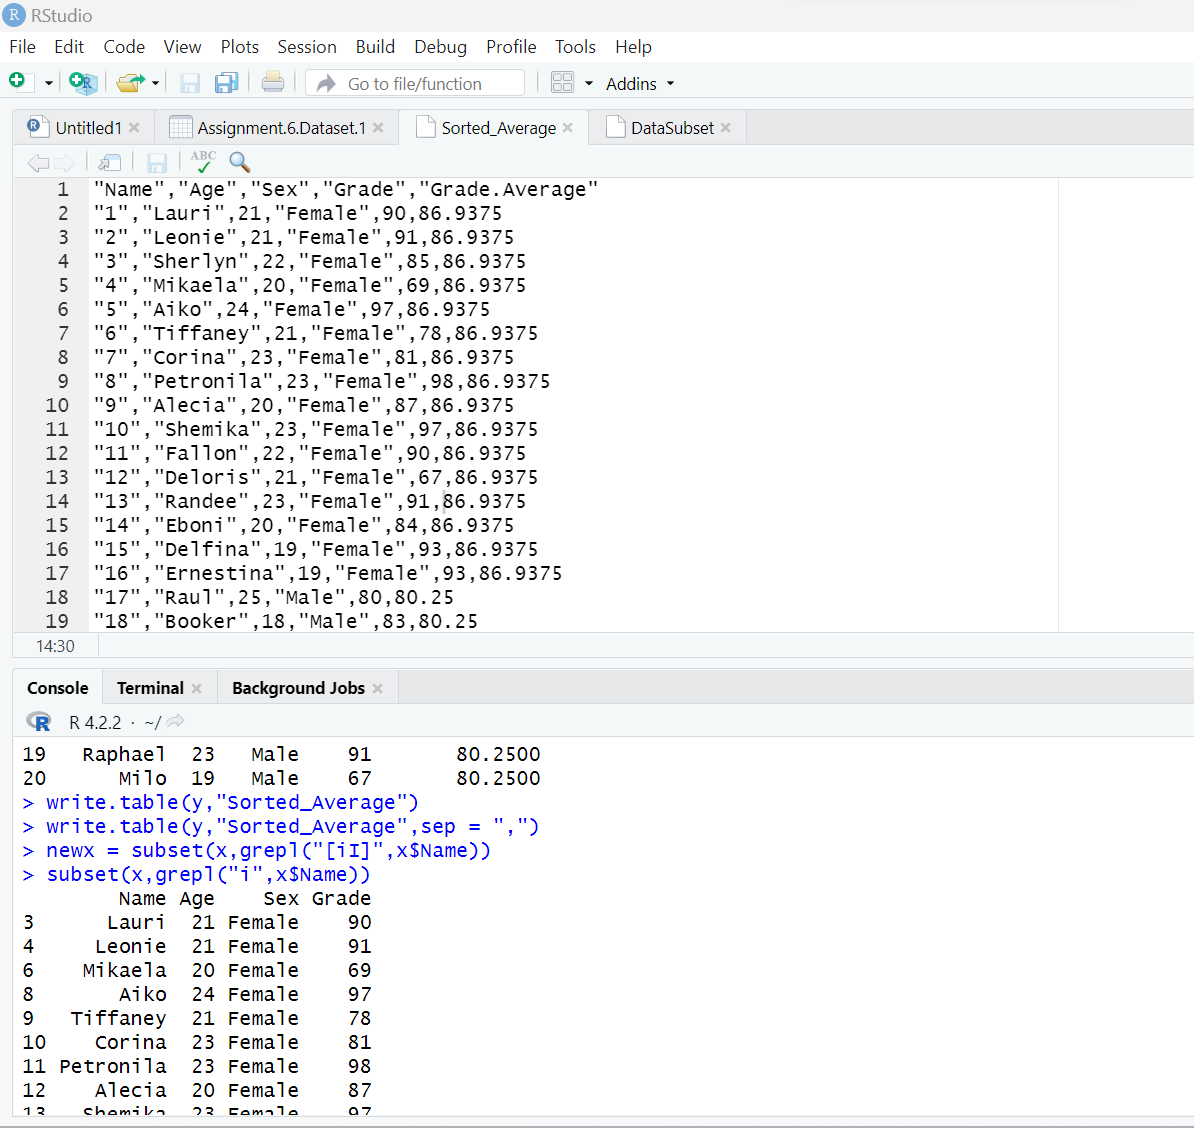 RStudio
File Edit Code View Plots Session Build Debug Profile Tools Help
Go to file/function Addins
Untitled1 Assignment.6.Dataset.1 Sorted_Average DataSubset
ABC
1 "Name","Age","Sex","Grade","Grade.Average"
2 "1","Lauri",21,"Female",90,86.9375
3 "2","Leonie",21,"Female",91,86.9375
4 "3","Sherlyn",22,"Female",85,86.9375
5 "4","Mikaela",20,"Female",69,86.9375
6 "5","Aiko",24,"Female",97,86.9375
7 "6","Tiffaney",21,"Female",78,86.9375
8 "7","Corina",23,"Female",81,86.9375
9 "8","Petronila",23,"Female",98,86.9375
10 "9","Alecia",20,"Female",87,86.9375
11 "10","Shemika",23,"Female",97,86.9375
12 "11","Fallon",22,"Female",90,86.9375
13 "12","Deloris",21,"Female",67,86.9375
14 "13","Randee",23,"Female",91,86.9375
15 "14","Eboni",20,"Female",84,86.9375
16 "15","Delfina",19,"Female",93,86.9375
17 "16","Ernestina",19,"Female",93,86.9375
18 "17","Raul",25,"Male",80,80.25
19 "18","Booker",18,"Male",83,80.25
14:30
Console Terminal Background Jobs
R R 4.2.2 · ~/
19 Raphael 23 Male 91 80.2500
20 Milo 19 Male 67 80.2500
> write.table(y,"Sorted_Average")
> write.table(y,"Sorted_Average",sep = ",")
> newx = subset(x,grepl("[iI]",x$Name))
> subset(x,grepl("i",x$Name))
Name Age Sex Grade
3 Lauri 21 Female 90
4 Leonie 21 Female 91
6 Mikaela 20 Female 69
8 Aiko 24 Female 97
9 Tiffaney 21 Female 78
10 Corina 23 Female 81
11 Petronila 23 Female 98
12 Alecia 20 Female 87
13 Shemika 23 Female 97